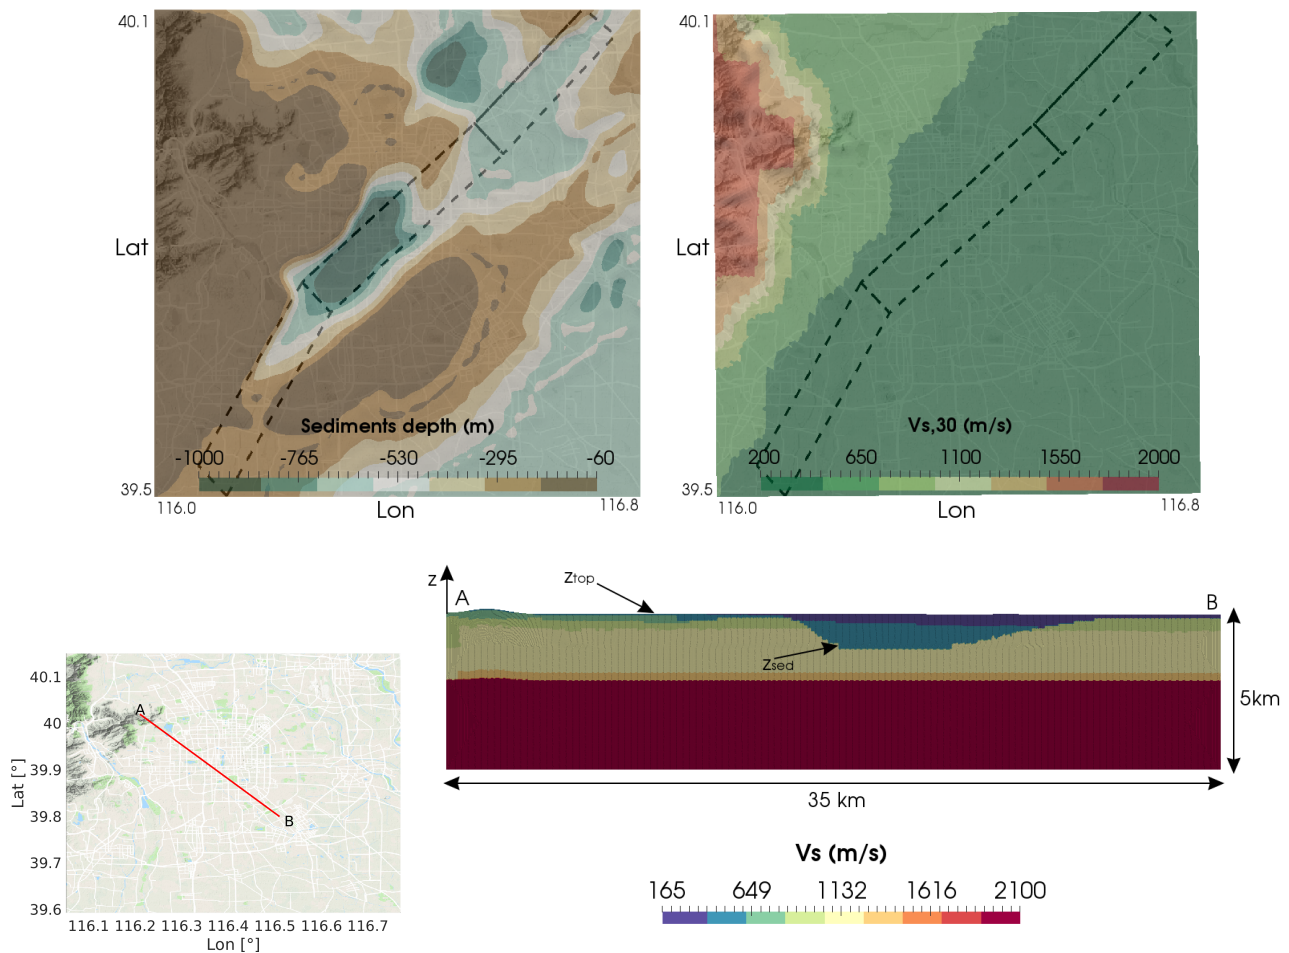 40.1
Lat
Sediments depth (m)
-1000 -765 -530 -295 -60
39.5
116.0
Lon
116.8
40.1
Lat
Vs,30 (m/s)
200 650 1100 1550 2000
39.5
116.0
Lon
116.8
z
A
ztop
B
zsed
5km
35 km
Vs (m/s)
165 649 1132 1616 2100
40.1
40
39.9
39.8
39.7
39.6
Lat [°]
A
B
116.1 116.2 116.3 116.4 116.5 116.6 116.7
Lon [°]